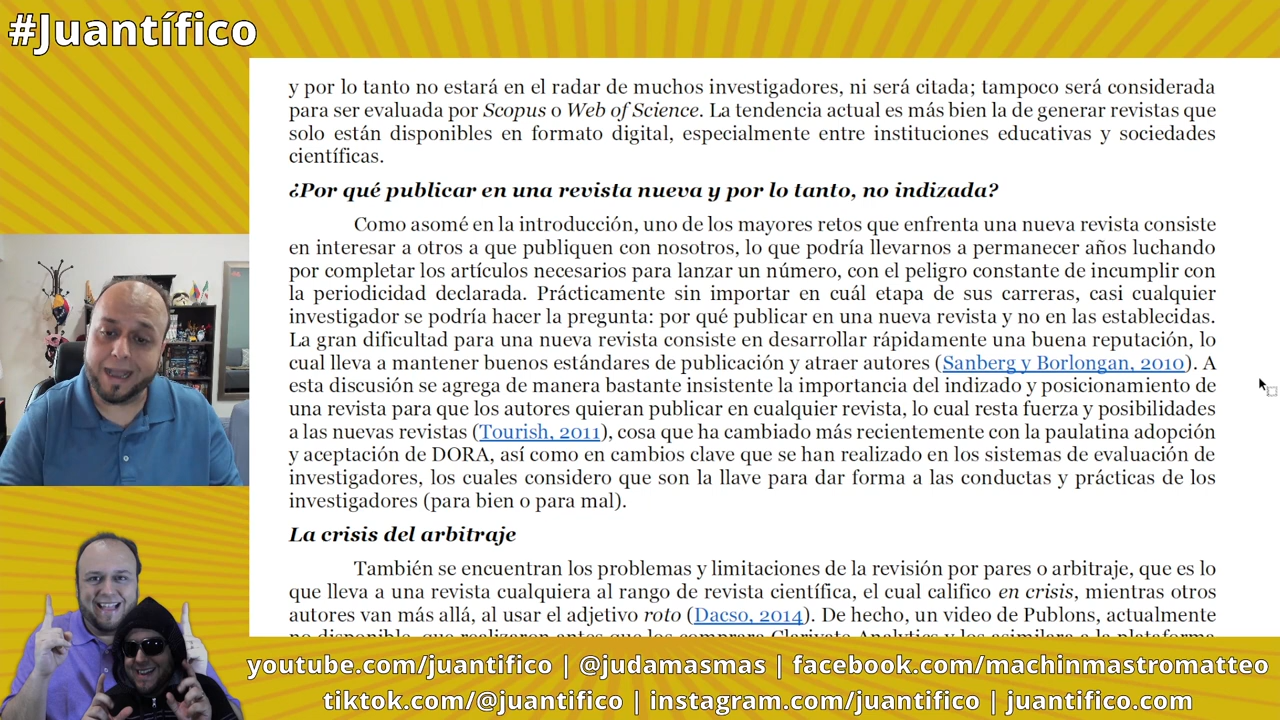 #Juantífico
y por lo tanto no estará en el radar de muchos investigadores, ni será citada; tampoco será considerada
para ser evaluada por Scopus o Web of Science. La tendencia actual es más bien la de generar revistas que
solo están disponibles en formato digital, especialmente entre instituciones educativas y sociedades
científicas.
¿Por qué publicar en una revista nueva y por lo tanto, no indizada?
Como asomé en la introducción, uno de los mayores retos que enfrenta una nueva revista consiste
en interesar a otros a que publiquen con nosotros, lo que podría llevarnos a permanecer años luchando
por completar los artículos necesarios para lanzar un número, con el peligro constante de incumplir con
la periodicidad declarada. Prácticamente sin importar en cuál etapa de sus carreras, casi cualquier
investigador se podría hacer la pregunta: por qué publicar en una nueva revista y no en las establecidas.
La gran dificultad para una nueva revista consiste en desarrollar rápidamente una buena reputación, lo
cual lleva a mantener buenos estándares de publicación y atraer autores (Sanberg y Borlongan, 2010). A
esta discusión se agrega de manera bastante insistente la importancia del indizado y posicionamiento de
una revista para que los autores quieran publicar en cualquier revista, lo cual resta fuerza y posibilidades
a las nuevas revistas (Tourish, 2011), cosa que ha cambiado más recientemente con la paulatina adopción
y aceptación de DORA, así como en cambios clave que se han realizado en los sistemas de evaluación de
investigadores, los cuales considero que son la llave para dar forma a las conductas y prácticas de los
investigadores (para bien o para mal).
La crisis del arbitraje
También se encuentran los problemas y limitaciones de la revisión por pares o arbitraje, que es lo
que lleva a una revista cualquiera al rango de revista científica, el cual califico en crisis, mientras otros
autores van más allá, al usar el adjetivo roto (Dacso, 2014). De hecho, un video de Publons, actualmente
no disponible, que realizaron antes que los comprara Clarivate Analytics y los asimilara a la plataforma
youtube.com/juantifico | @judamasmas | facebook.com/machinmastromatteo
tiktok.com/@juantifico | instagram.com/juantifico | juantifico.com